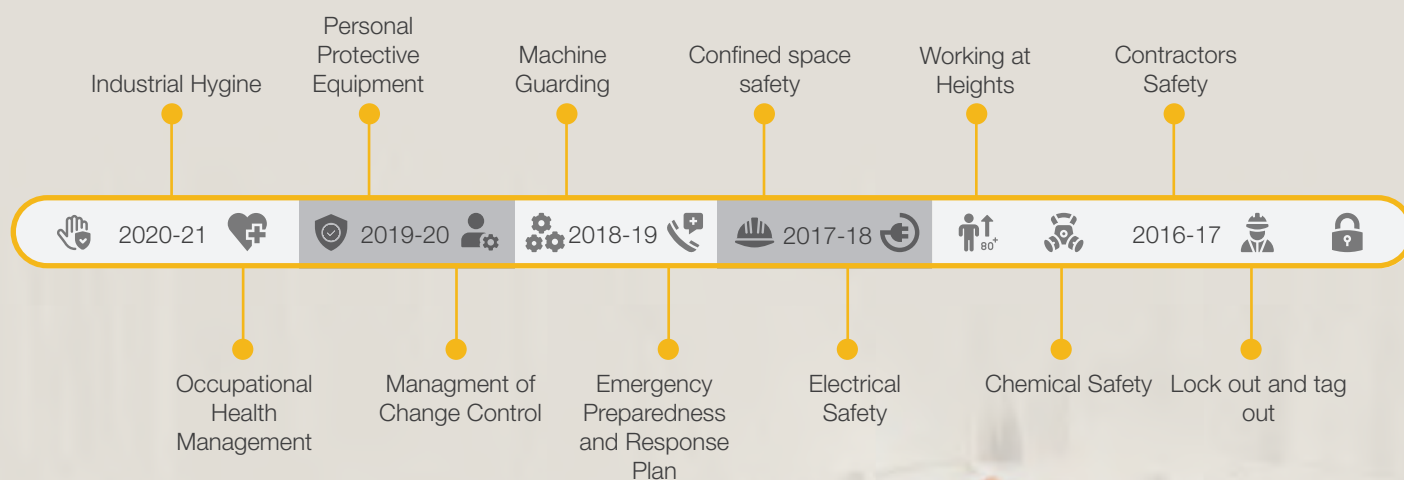 Personal
Protective
Equipment
Industrial Hygine
Machine
Guarding
Confined space
safety
Working at
Heights
Contractors
Safety
2020-21
2019-20
2018-19
2017-18
80+
2016-17
Occupational
Health
Management
Managment of
Change Control
Emergency
Preparedness
and Response
Plan
Electrical
Safety
Chemical Safety
Lock out and tag
out